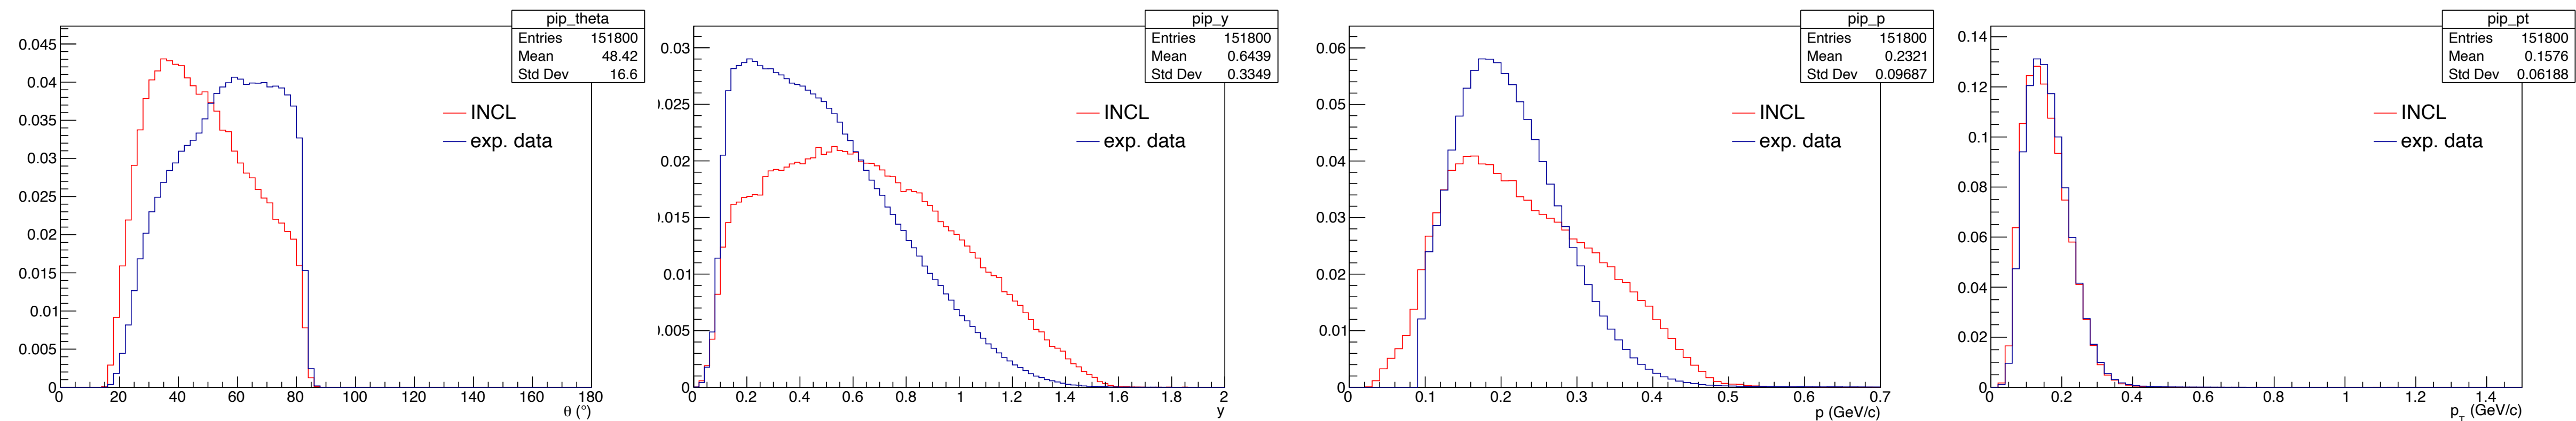 pip_theta
Entries 151800
Mean 48.42
Std Dev 16.6
0.045
0.04
0.035
0.03
0.025
0.02
0.015
0.01
0.005
0
INCL
exp. data
0 20 40 60 80 100 120 140 160 180
θ (°)
pip_y
Entries 151800
Mean 0.6439
Std Dev 0.3349
0.03
0.025
0.02
0.015
0.01
0.005
0
INCL
exp. data
0 0.2 0.4 0.6 0.8 1 1.2 1.4 1.6 1.8 2
y
pip_p
Entries 151800
Mean 0.2321
Std Dev 0.09687
0.06
0.05
0.04
0.03
0.02
0.01
0
INCL
exp. data
0 0.1 0.2 0.3 0.4 0.5 0.6 0.7
p (GeV/c)
pip_pt
Entries 151800
Mean 0.1576
Std Dev 0.06188
0.14
0.12
0.1
0.08
0.06
0.04
0.02
0
INCL
exp. data
0 0.2 0.4 0.6 0.8 1 1.2 1.4
p_T (GeV/c)